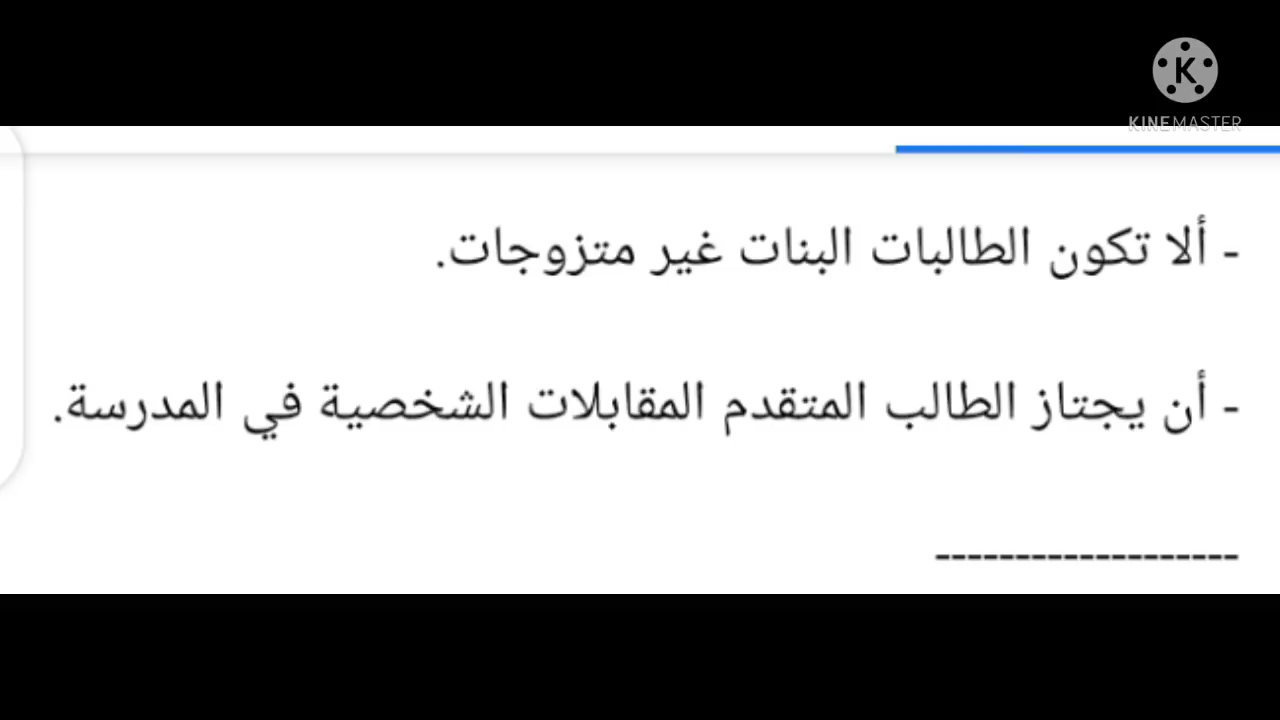 K
KINEMASTER
- ألا تكون الطالبات البنات غير متزوجات.
- أن يجتاز الطالب المتقدم المقابلات الشخصية في المدرسة.
-------------------